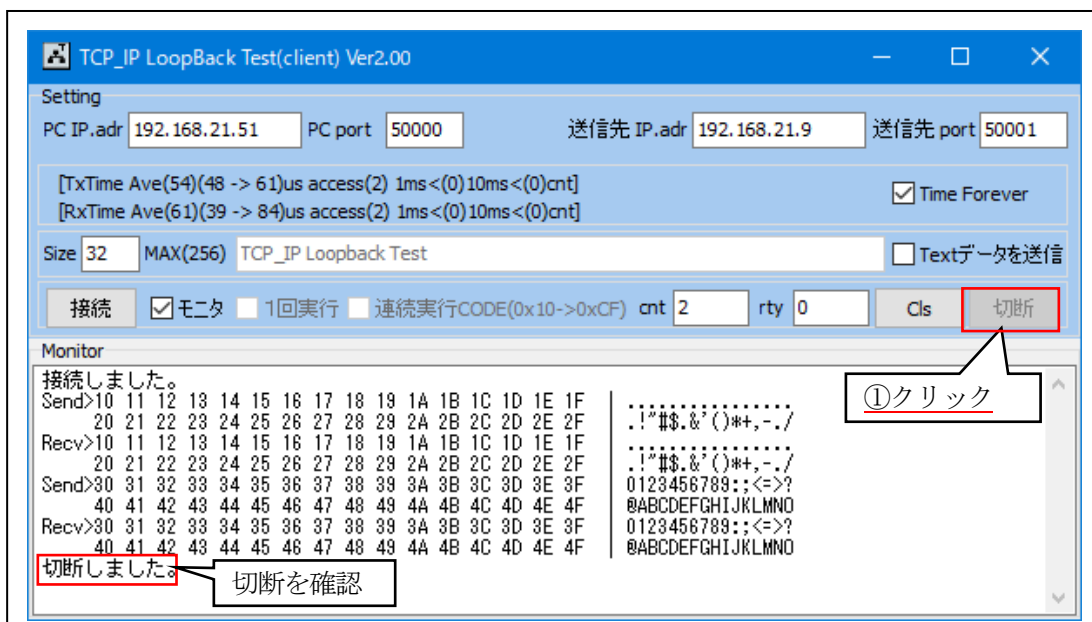 TCP_IP LoopBack Test(client) Ver2.00
Setting
PC IP.adr 192.168.21.51 PC port 50000 送信先 IP.adr 192.168.21.9 送信先 port 50001
[TxTime Ave(54)(48 -> 61)us access(2) 1ms<(0)10ms<(0)cnt]
[RxTime Ave(61)(39 -> 84)us access(2) 1ms<(0)10ms<(0)cnt]
Time Forever
Size 32 MAX(256) TCP_IP Loopback Test Textデータを送信
接続 モニタ 1回実行 連続実行CODE(0x10->0xCF) cnt 2 rty 0 Cls 切断
Monitor
①クリック
接続しました。
Send>10 11 12 13 14 15 16 17 18 19 1A 1B 1C 1D 1E 1F | ................
20 21 22 23 24 25 26 27 28 29 2A 2B 2C 2D 2E 2F | .!"#$.&'()*+,-./
Recv>10 11 12 13 14 15 16 17 18 19 1A 1B 1C 1D 1E 1F | ................
20 21 22 23 24 25 26 27 28 29 2A 2B 2C 2D 2E 2F | .!"#$.&'()*+,-./
Send>30 31 32 33 34 35 36 37 38 39 3A 3B 3C 3D 3E 3F | 0123456789:;<=>?
40 41 42 43 44 45 46 47 48 49 4A 4B 4C 4D 4E 4F | @ABCDEFGHIJKLMNO
Recv>30 31 32 33 34 35 36 37 38 39 3A 3B 3C 3D 3E 3F | 0123456789:;<=>?
40 41 42 43 44 45 46 47 48 49 4A 4B 4C 4D 4E 4F | @ABCDEFGHIJKLMNO
切断しました。
切断を確認